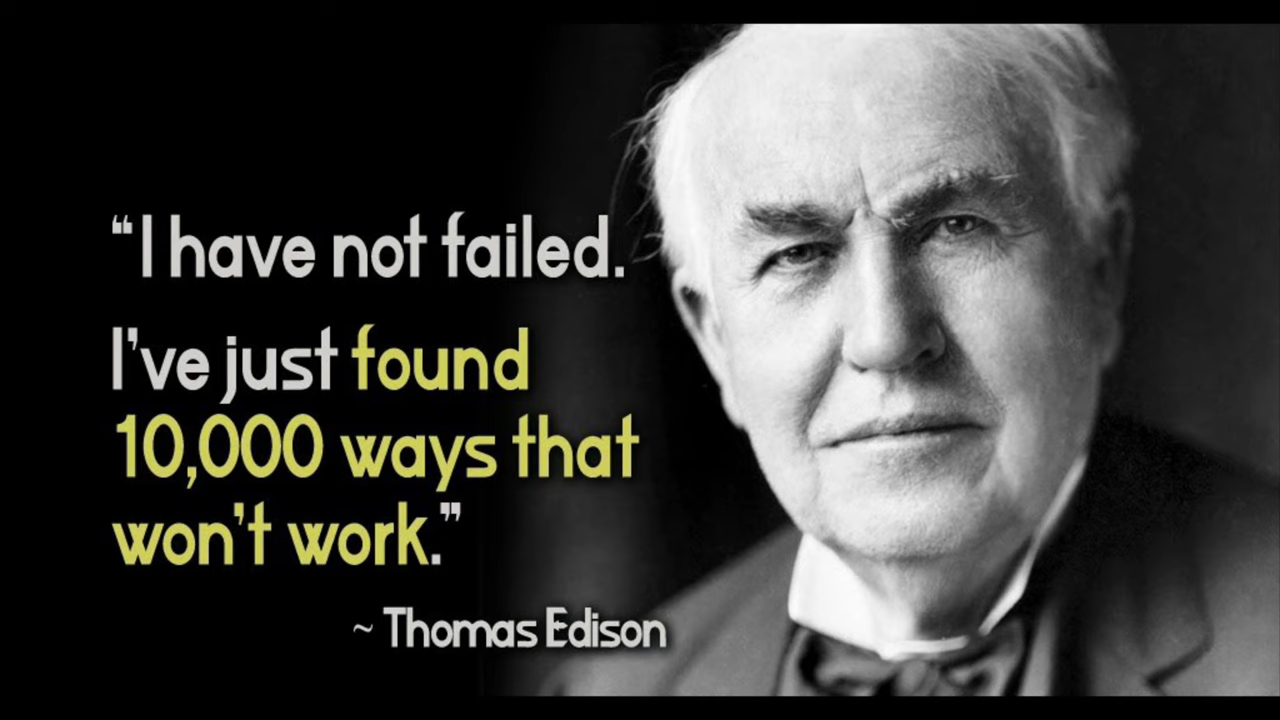 “I have not failed.
I’ve just found
10,000 ways that
won’t work.”
~ Thomas Edison